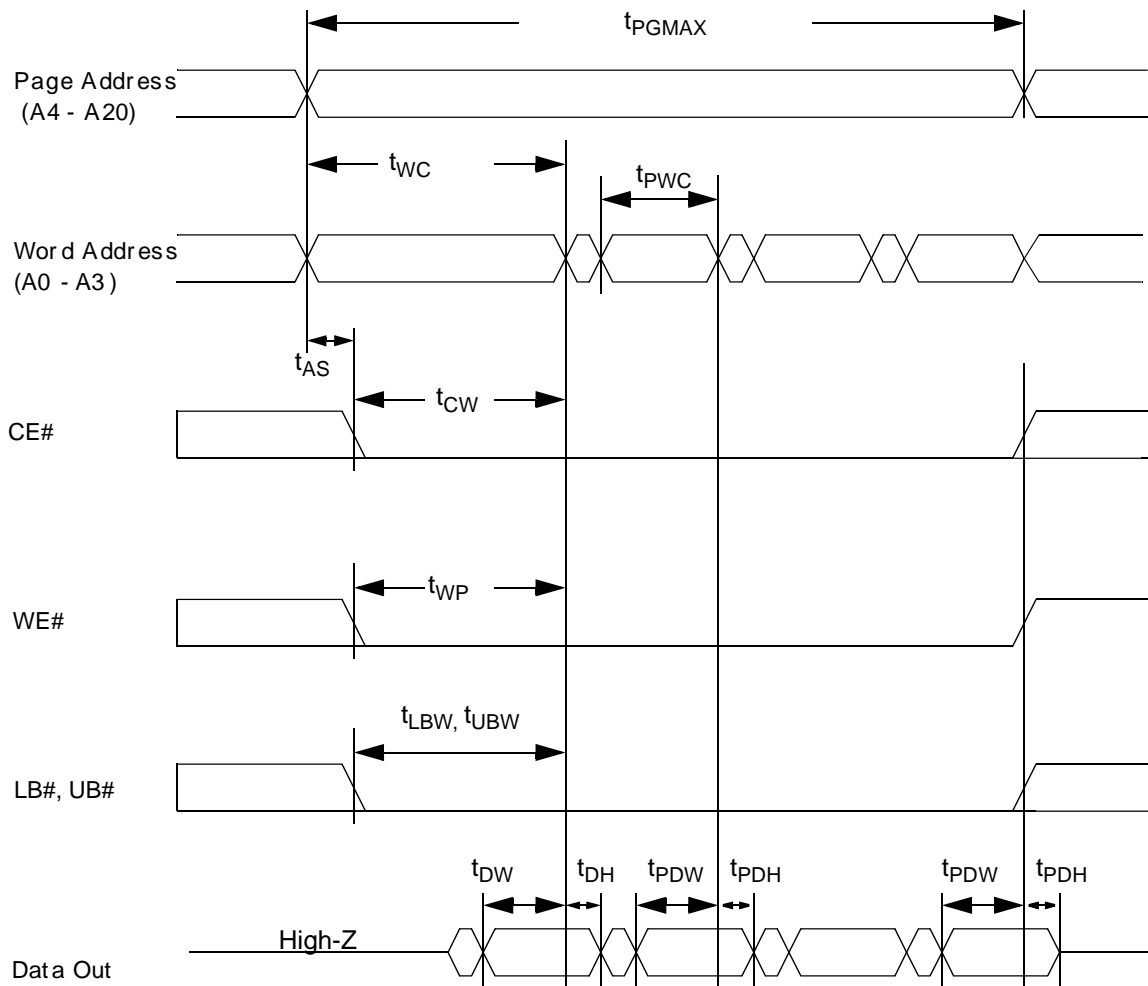 tPGMAX
Page Address
(A4 - A20)
tWC
tPWC
Word Address
(A0 - A3 )
tAS
tCW
CE#
tWP
WE#
tLBW, tUBW
LB#, UB#
tDW tDH tPDW tPDH tPDW tPDH
High-Z
Data Out